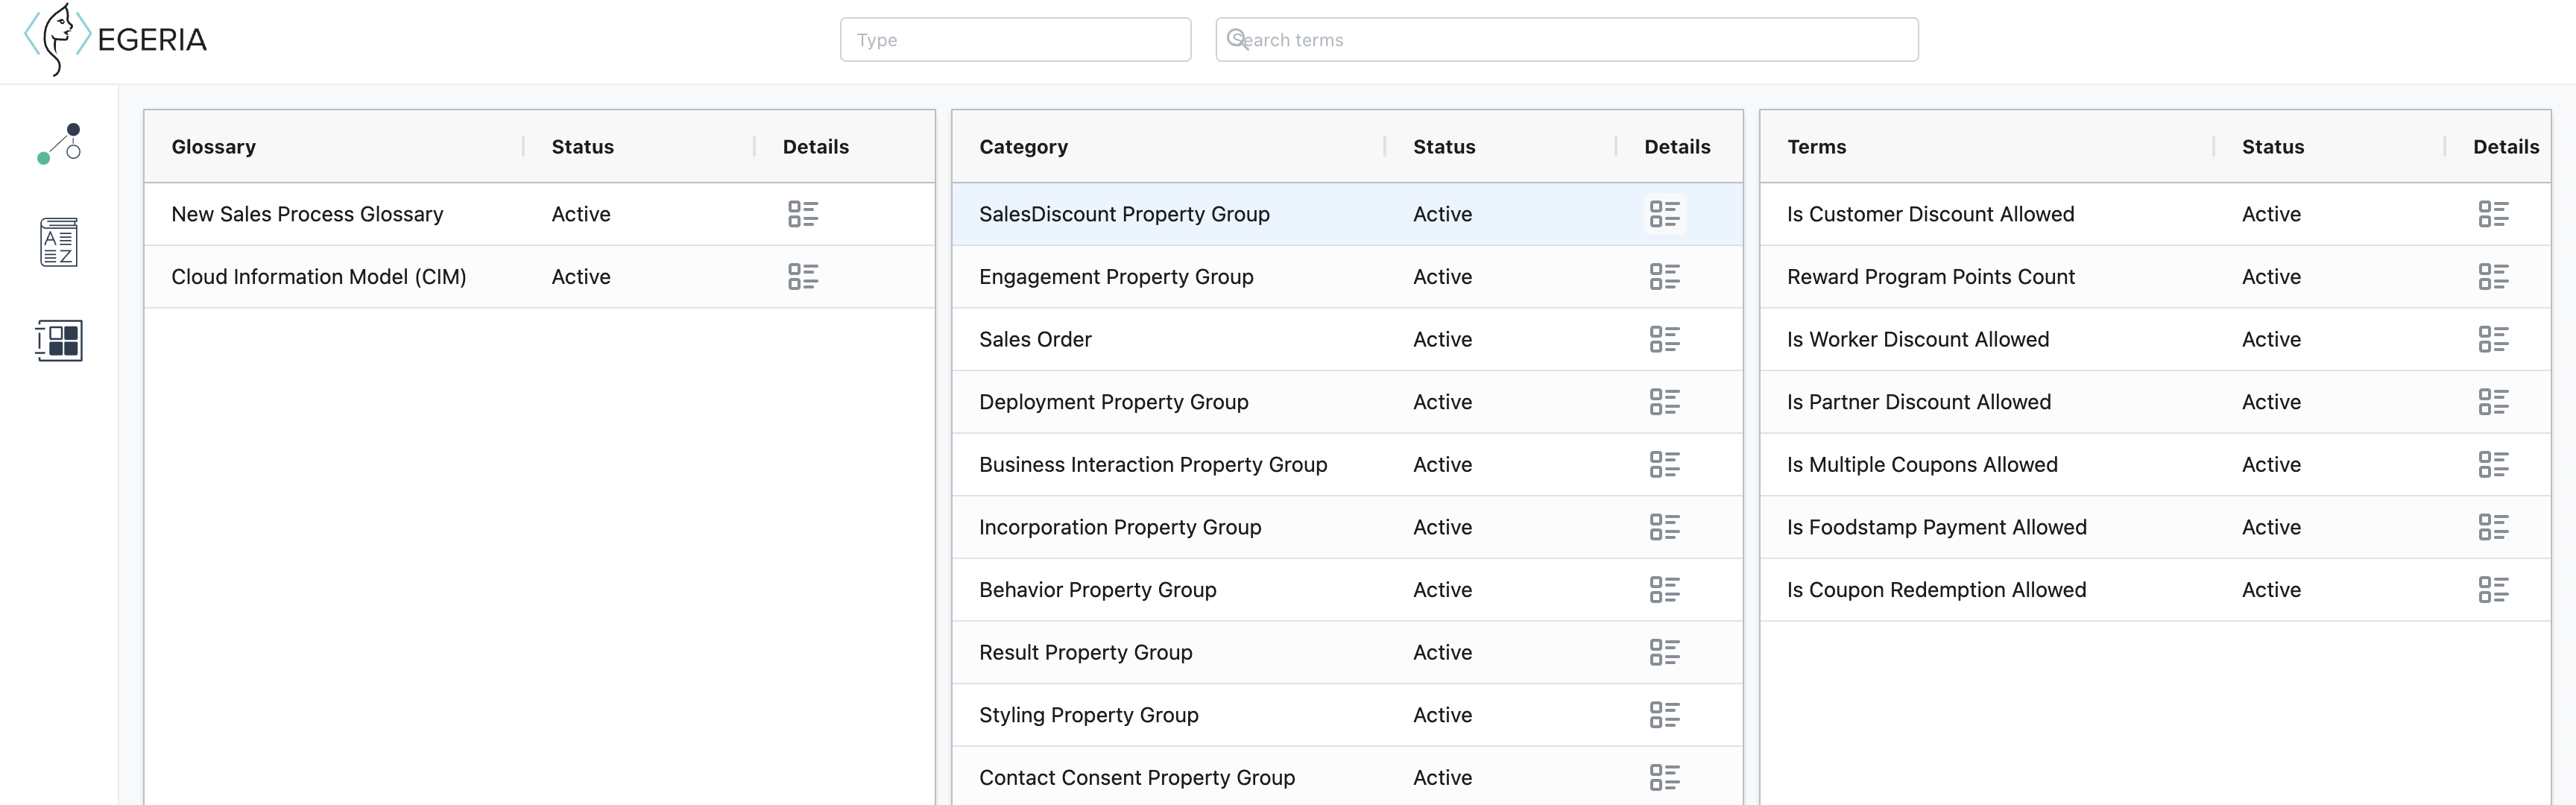 EGERIA
Type
Search terms
Glossary Status Details
New Sales Process Glossary Active
Cloud Information Model (CIM) Active
Category Status Details
SalesDiscount Property Group Active
Engagement Property Group Active
Sales Order Active
Deployment Property Group Active
Business Interaction Property Group Active
Incorporation Property Group Active
Behavior Property Group Active
Result Property Group Active
Styling Property Group Active
Contact Consent Property Group Active
Terms Status Details
Is Customer Discount Allowed Active
Reward Program Points Count Active
Is Worker Discount Allowed Active
Is Partner Discount Allowed Active
Is Multiple Coupons Allowed Active
Is Foodstamp Payment Allowed Active
Is Coupon Redemption Allowed Active
A
Z